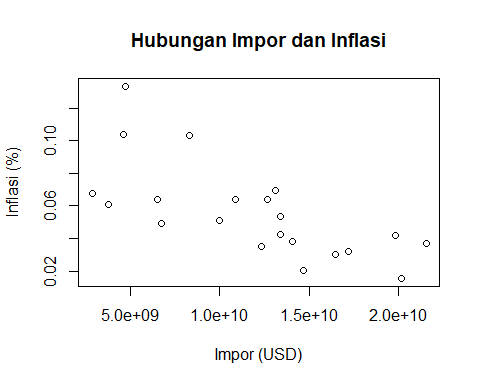 Hubungan Impor dan Inflasi
Inflasi (%)
0.10
0.06
0.02
5.0e+09 1.0e+10 1.5e+10 2.0e+10
Impor (USD)